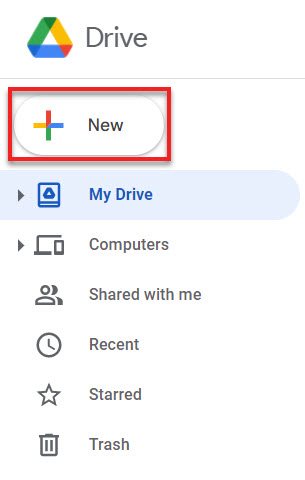 Drive
New
My Drive
Computers
Shared with me
Recent
Starred
Trash